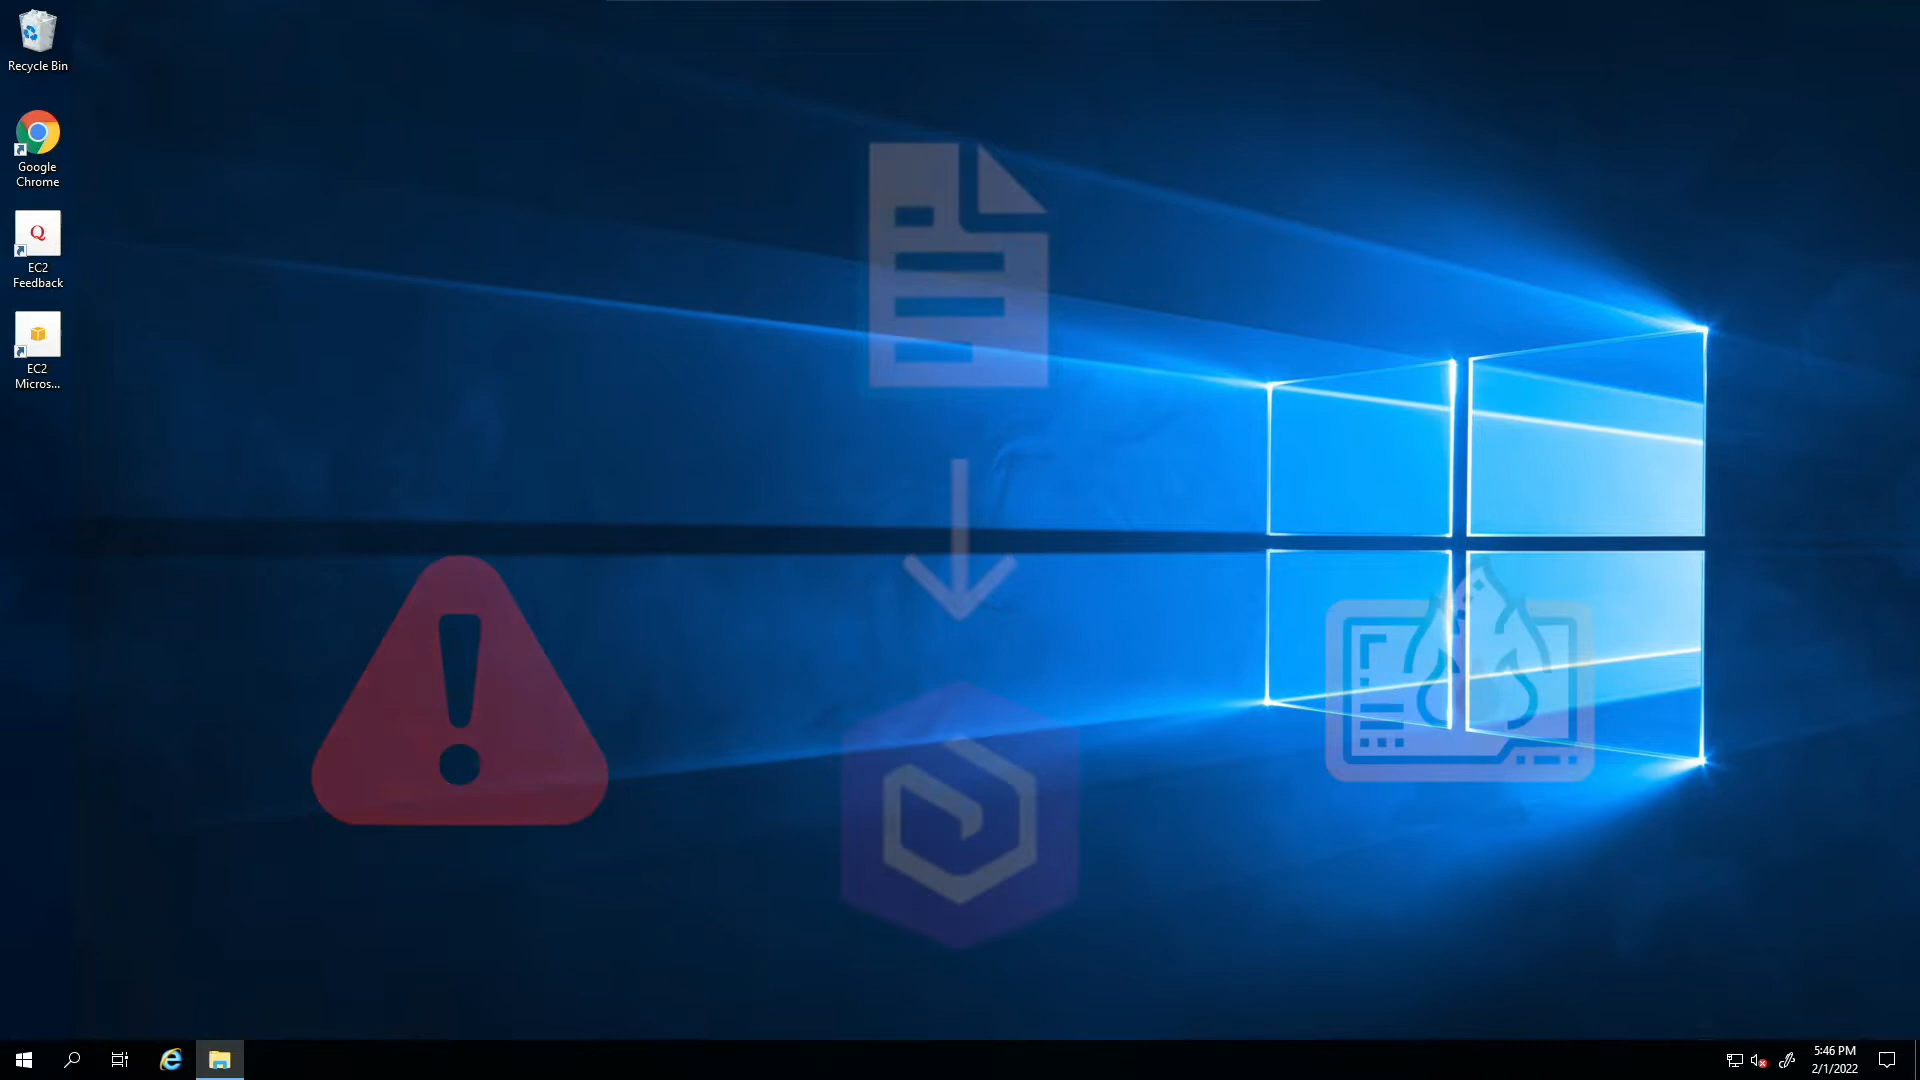 Recycle Bin
Google
Chrome
Q
EC2
Feedback
EC2
Micros...
5:46 PM
2/1/2022